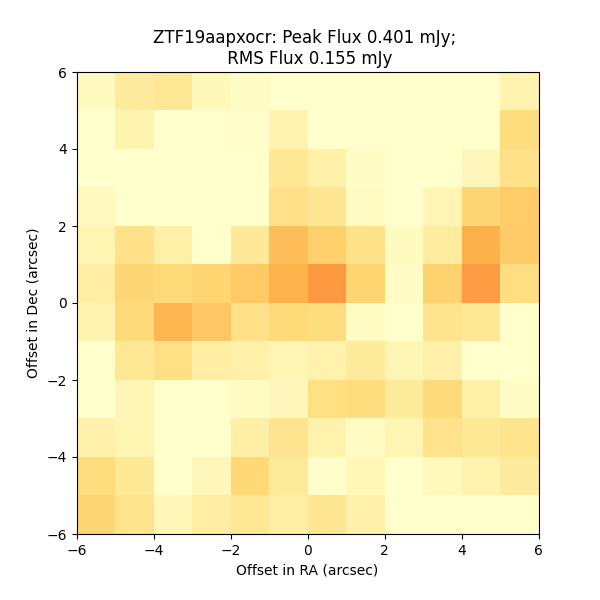 ZTF19aapxocr: Peak Flux 0.401 mJy;
RMS Flux 0.155 mJy
6
4
2
0
−2
−4
−6
Offset in Dec (arcsec)
−6 −4 −2 0 2 4 6
Offset in RA (arcsec)